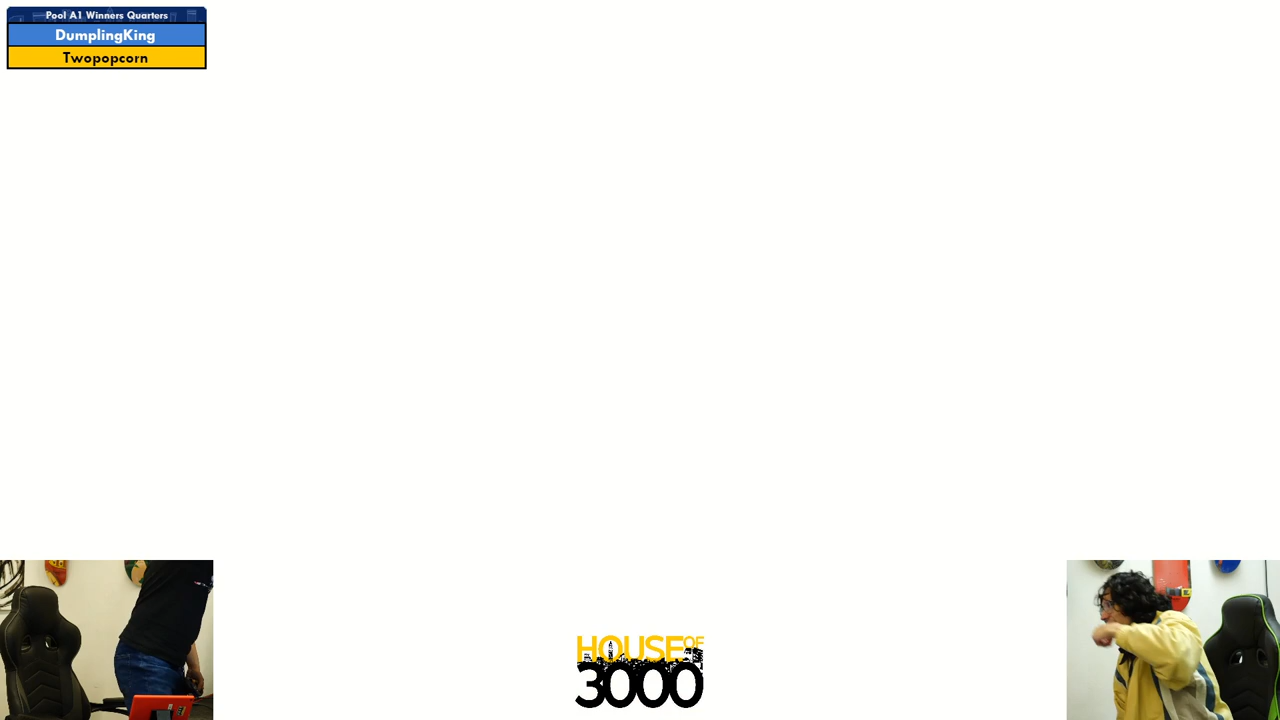 Pool A1 Winners Quarters
DumplingKing
Twopopcorn
HOUSE OF
3000